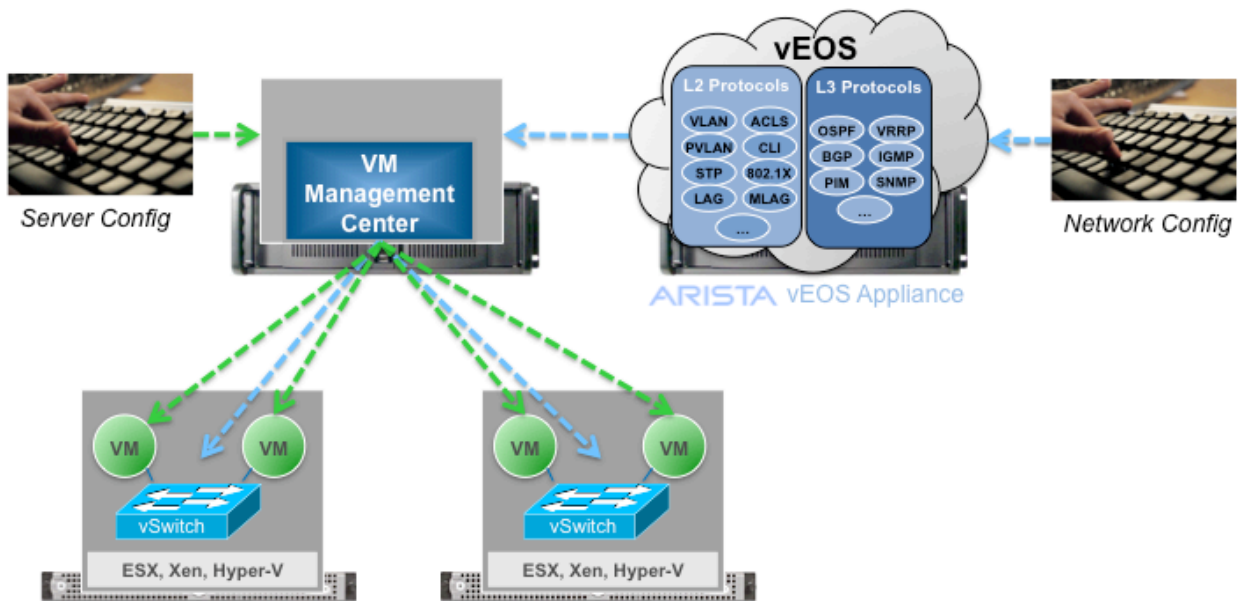 vEOS
L2 Protocols
VLAN ACLS
PVLAN CLI
STP 802.1X
LAG MLAG
...
L3 Protocols
OSPF VRRP
BGP IGMP
PIM SNMP
...
Server Config
VM
Management
Center
Network Config
ARISTA vEOS Appliance
VM VM
vSwitch
ESX, Xen, Hyper-V
VM VM
vSwitch
ESX, Xen, Hyper-V